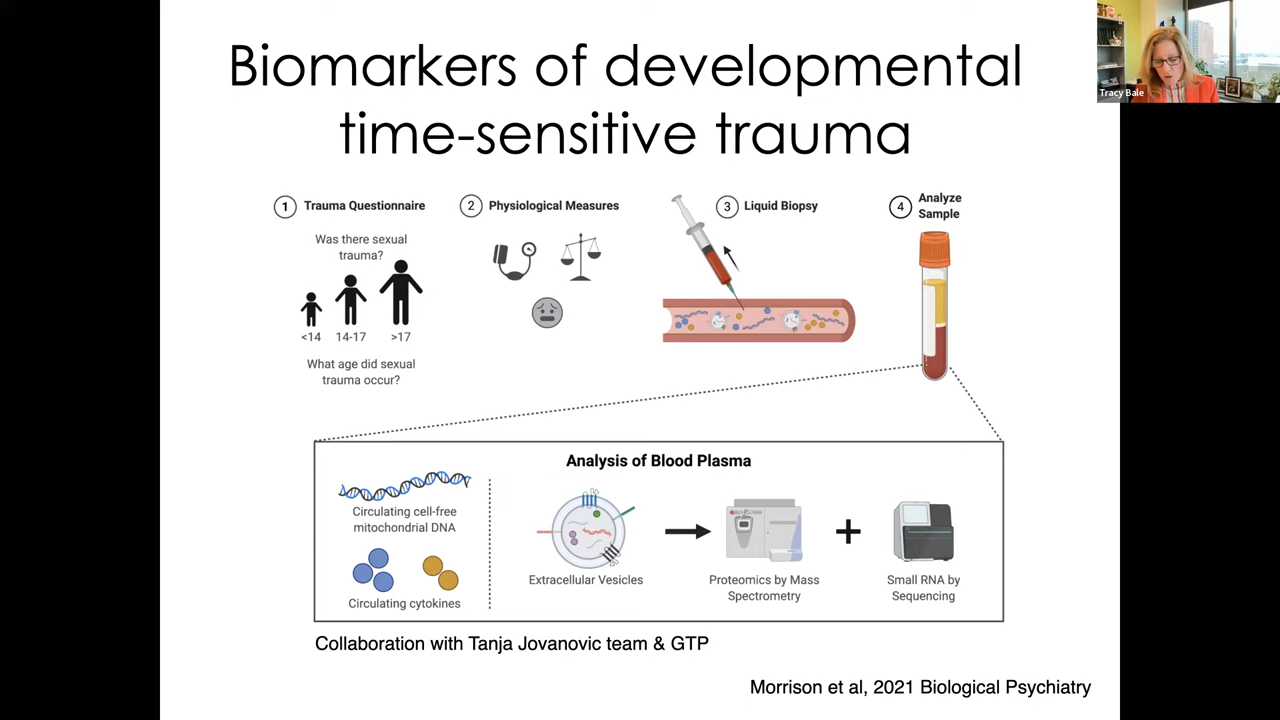 Biomarkers of developmental
time-sensitive trauma
Tracy Bale
1 Trauma Questionnaire
Was there sexual
trauma?
<14 14-17 >17
What age did sexual
trauma occur?
2 Physiological Measures
3 Liquid Biopsy
4 Analyze
Sample
Analysis of Blood Plasma
Circulating cell-free
mitochondrial DNA
Circulating cytokines
Extracellular Vesicles
Proteomics by Mass
Spectrometry
+
Small RNA by
Sequencing
Collaboration with Tanja Jovanovic team & GTP
Morrison et al, 2021 Biological Psychiatry